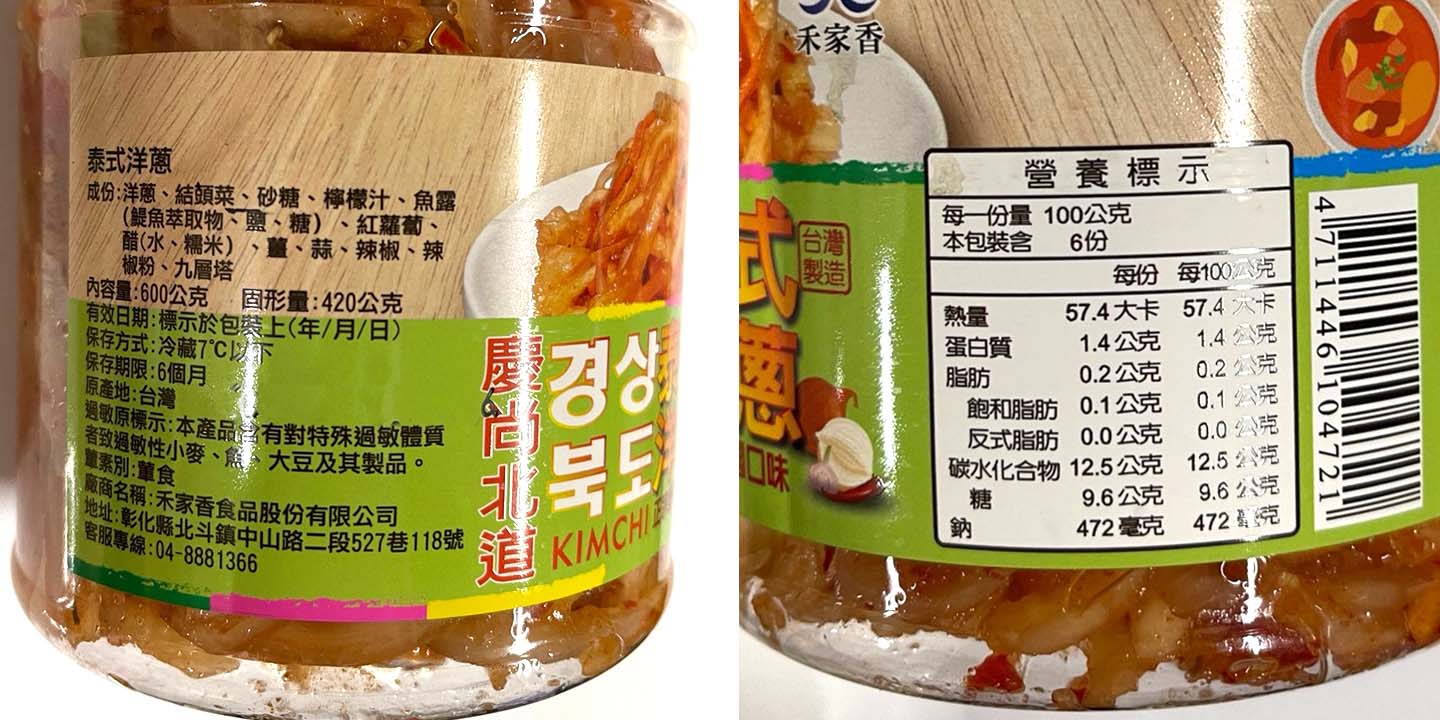 泰式洋蔥
成份:洋蔥、結頭菜、砂糖、檸檬汁、魚露
(鯷魚萃取物、鹽、糖)、紅蘿蔔、
醋(水、糯米)、薑、蒜、辣椒、辣
椒粉、九層塔
內容量:600公克 固形量:420公克
有效日期:標示於包裝上(年/月/日)
保存方式:冷藏7℃以下
保存期限:6個月
原產地:台灣
過敏原標示:本產品含有對特殊過敏體質
者致過敏性小麥、魚、大豆及其製品。
葷素別:葷食
廠商名稱:禾家香食品股份有限公司
地址:彰化縣北斗鎮中山路二段527巷118號
客服專線:04-8881366
慶尚北道
경상
북도
KIMCHI
禾家香
式
蔥
口味
台灣
製造
營養標示
每一份量 100公克
本包裝含 6份
每份 每100公克
熱量 57.4大卡 57.4大卡
蛋白質 1.4公克 1.4公克
脂肪 0.2公克 0.2公克
飽和脂肪 0.1公克 0.1公克
反式脂肪 0.0公克 0.0公克
碳水化合物 12.5公克 12.5公克
糖 9.6公克 9.6公克
鈉 472毫克 472毫克
4711446104721